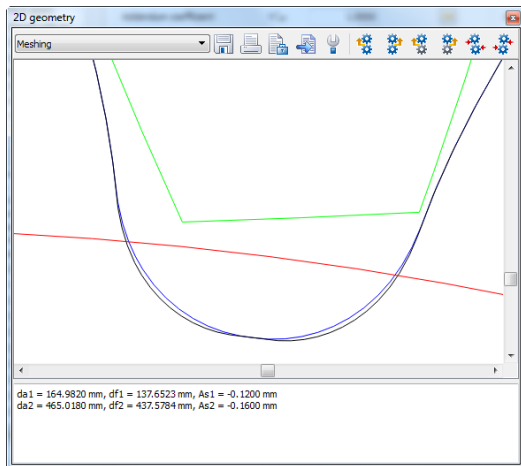 2D geometry
Meshing
da1 = 164.9820 mm, df1 = 137.6523 mm, As1 = -0.1200 mm
da2 = 465.0180 mm, df2 = 437.5784 mm, As2 = -0.1600 mm